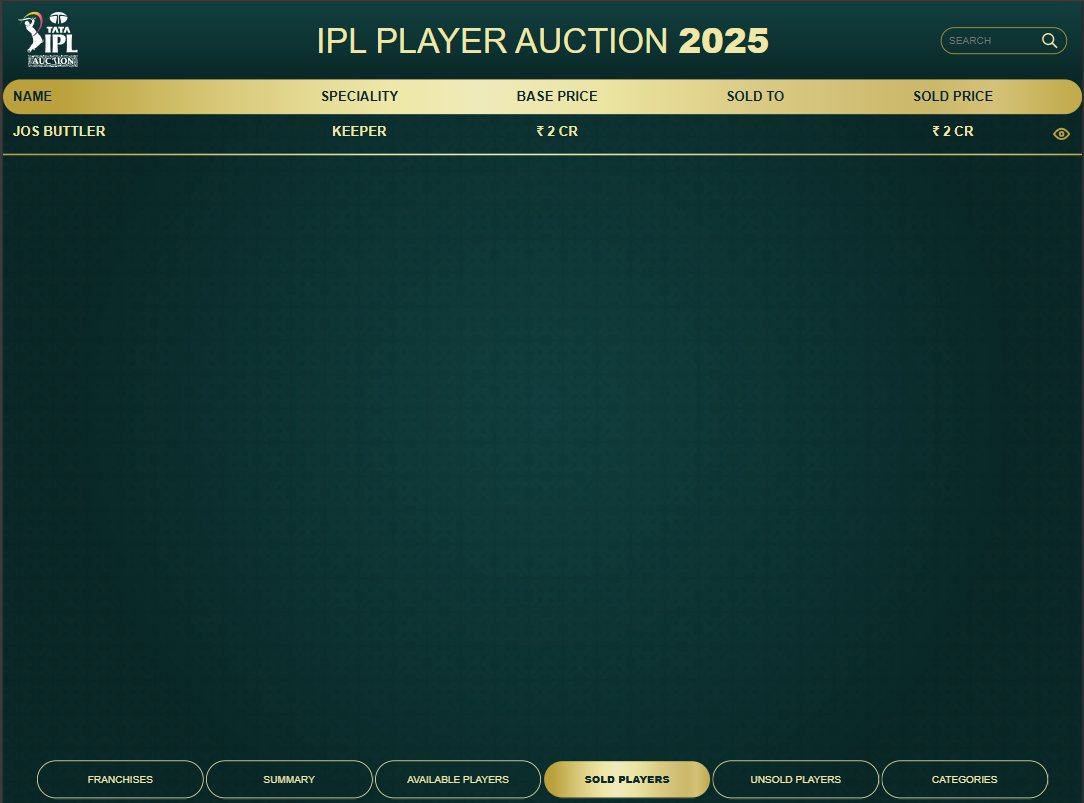 TATA
IPL
AUCTION
IPL PLAYER AUCTION 2025
SEARCH
NAME SPECIALITY BASE PRICE SOLD TO SOLD PRICE
JOS BUTTLER KEEPER ₹ 2 CR ₹ 2 CR
FRANCHISES SUMMARY AVAILABLE PLAYERS SOLD PLAYERS UNSOLD PLAYERS CATEGORIES